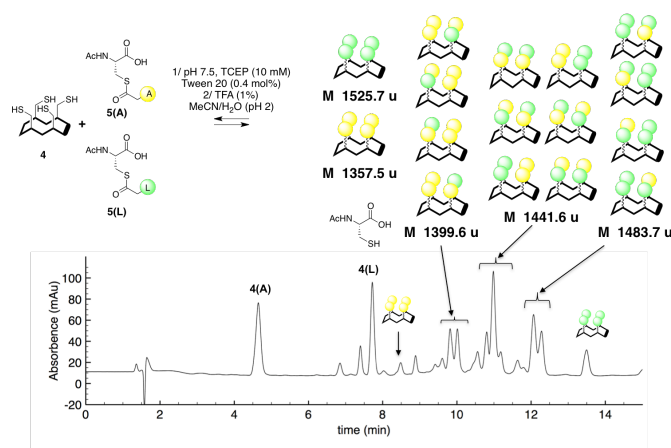 AcHN
O
OH
S
O
A
5(A)
SH
SH
HS
HS
4
+
AcHN
O
OH
S
O
L
5(L)
1/ pH 7.5, TCEP (10 mM)
Tween 20 (0.4 mol%)
2/ TFA (1%)
MeCN/H2O (pH 2)
AcHN
O
OH
SH
M 1525.7 u
M 1357.5 u
M 1399.6 u
M 1441.6 u
M 1483.7 u
4(A)
4(L)
Absorbence (mAu)
100
80
60
40
20
0
-20
0
2
4
6
8
10
12
14
time (min)